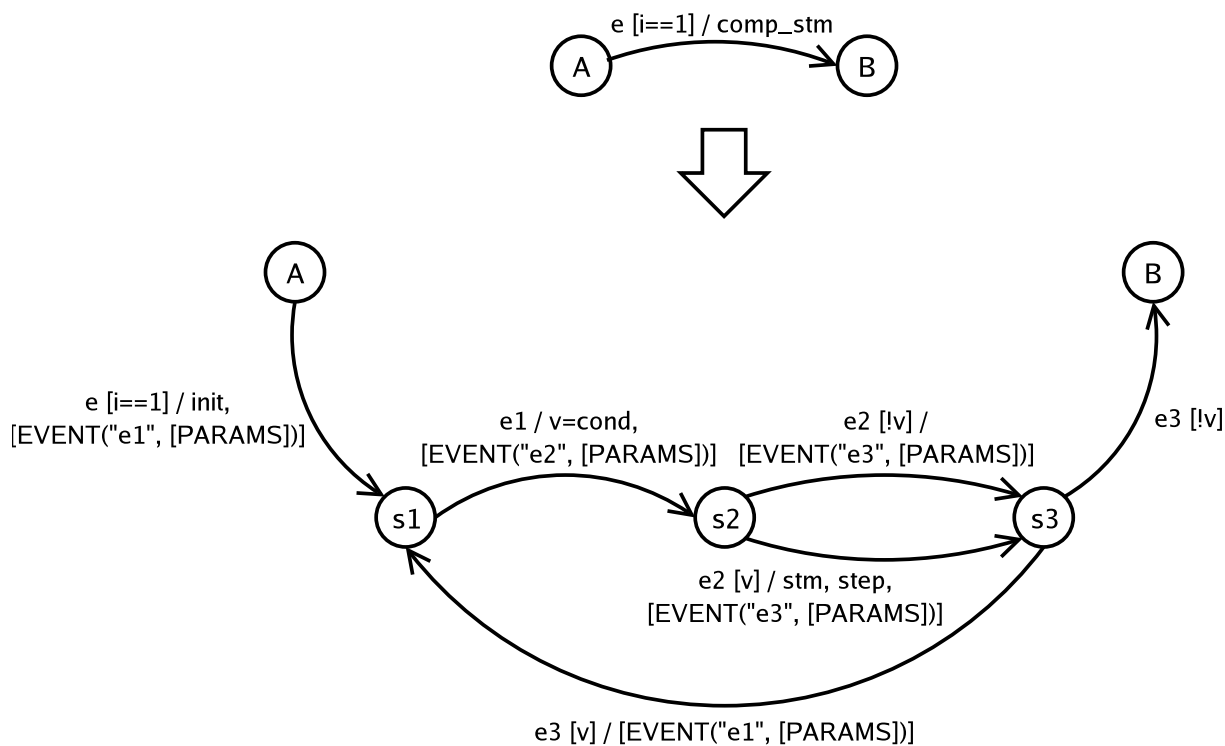 e [i==1] / comp_stm
A
B
A
B
e [i==1] / init,
[EVENT("e1", [PARAMS])]
e1 / v=cond,
[EVENT("e2", [PARAMS])]
e2 [!v] /
[EVENT("e3", [PARAMS])]
e3 [!v]
s1
s2
s3
e2 [v] / stm, step,
[EVENT("e3", [PARAMS])]
e3 [v] / [EVENT("e1", [PARAMS])]